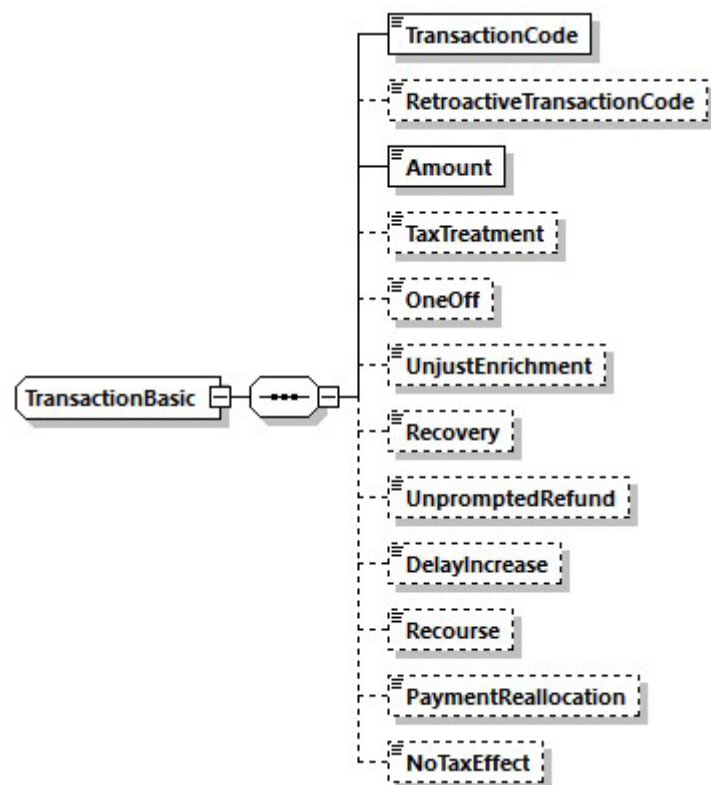 TransactionCode
RetroactiveTransactionCode
Amount
TaxTreatment
OneOff
UnjustEnrichment
TransactionBasic
Recovery
UnpromptedRefund
DelayIncrease
Recourse
PaymentReallocation
NoTaxEffect